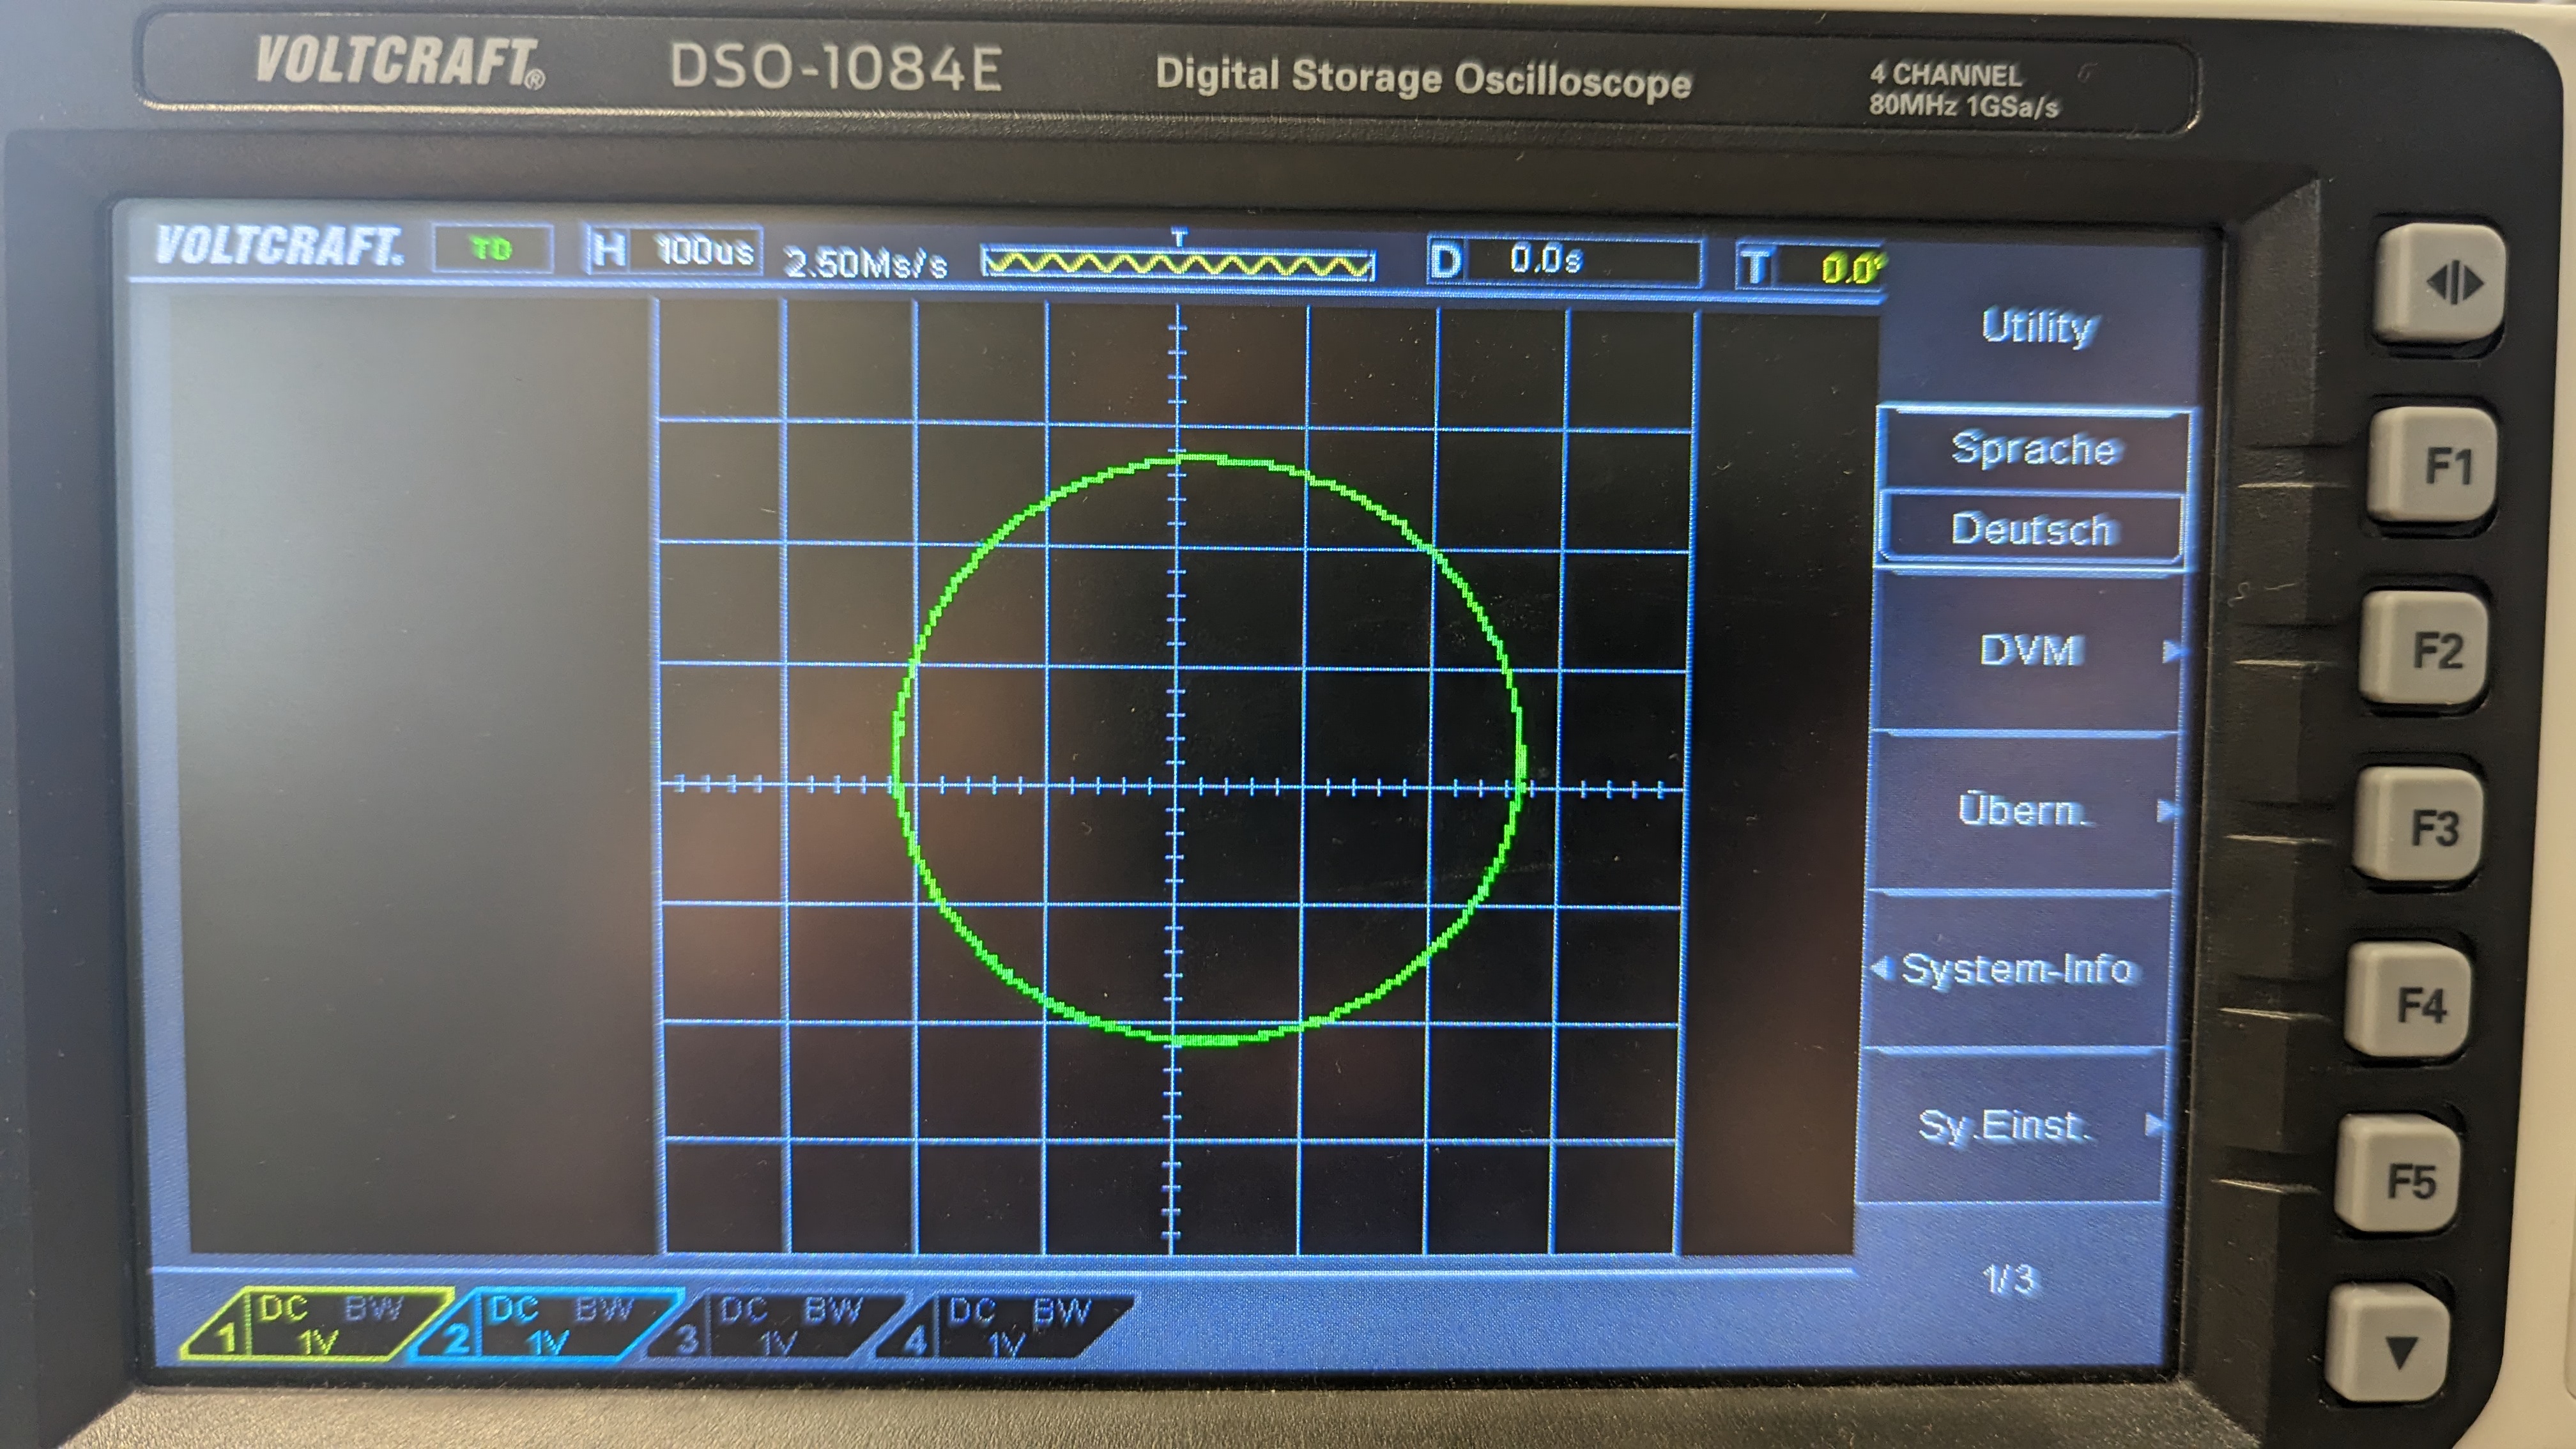 VOLTCRAFT® DSO-1084E Digital Storage Oscilloscope 4 CHANNEL
80MHz 1GSa/s
VOLTCRAFT. TD H 100us 2.50Ms/s T D 0.0s T 0.0
Utility
Sprache
Deutsch
DVM
Übern.
System-Info
Sy.Einst.
1/3
F1
F2
F3
F4
F5
1 DC BW 1V
2 DC BW 1V
3 DC BW 1V
4 DC BW 1V